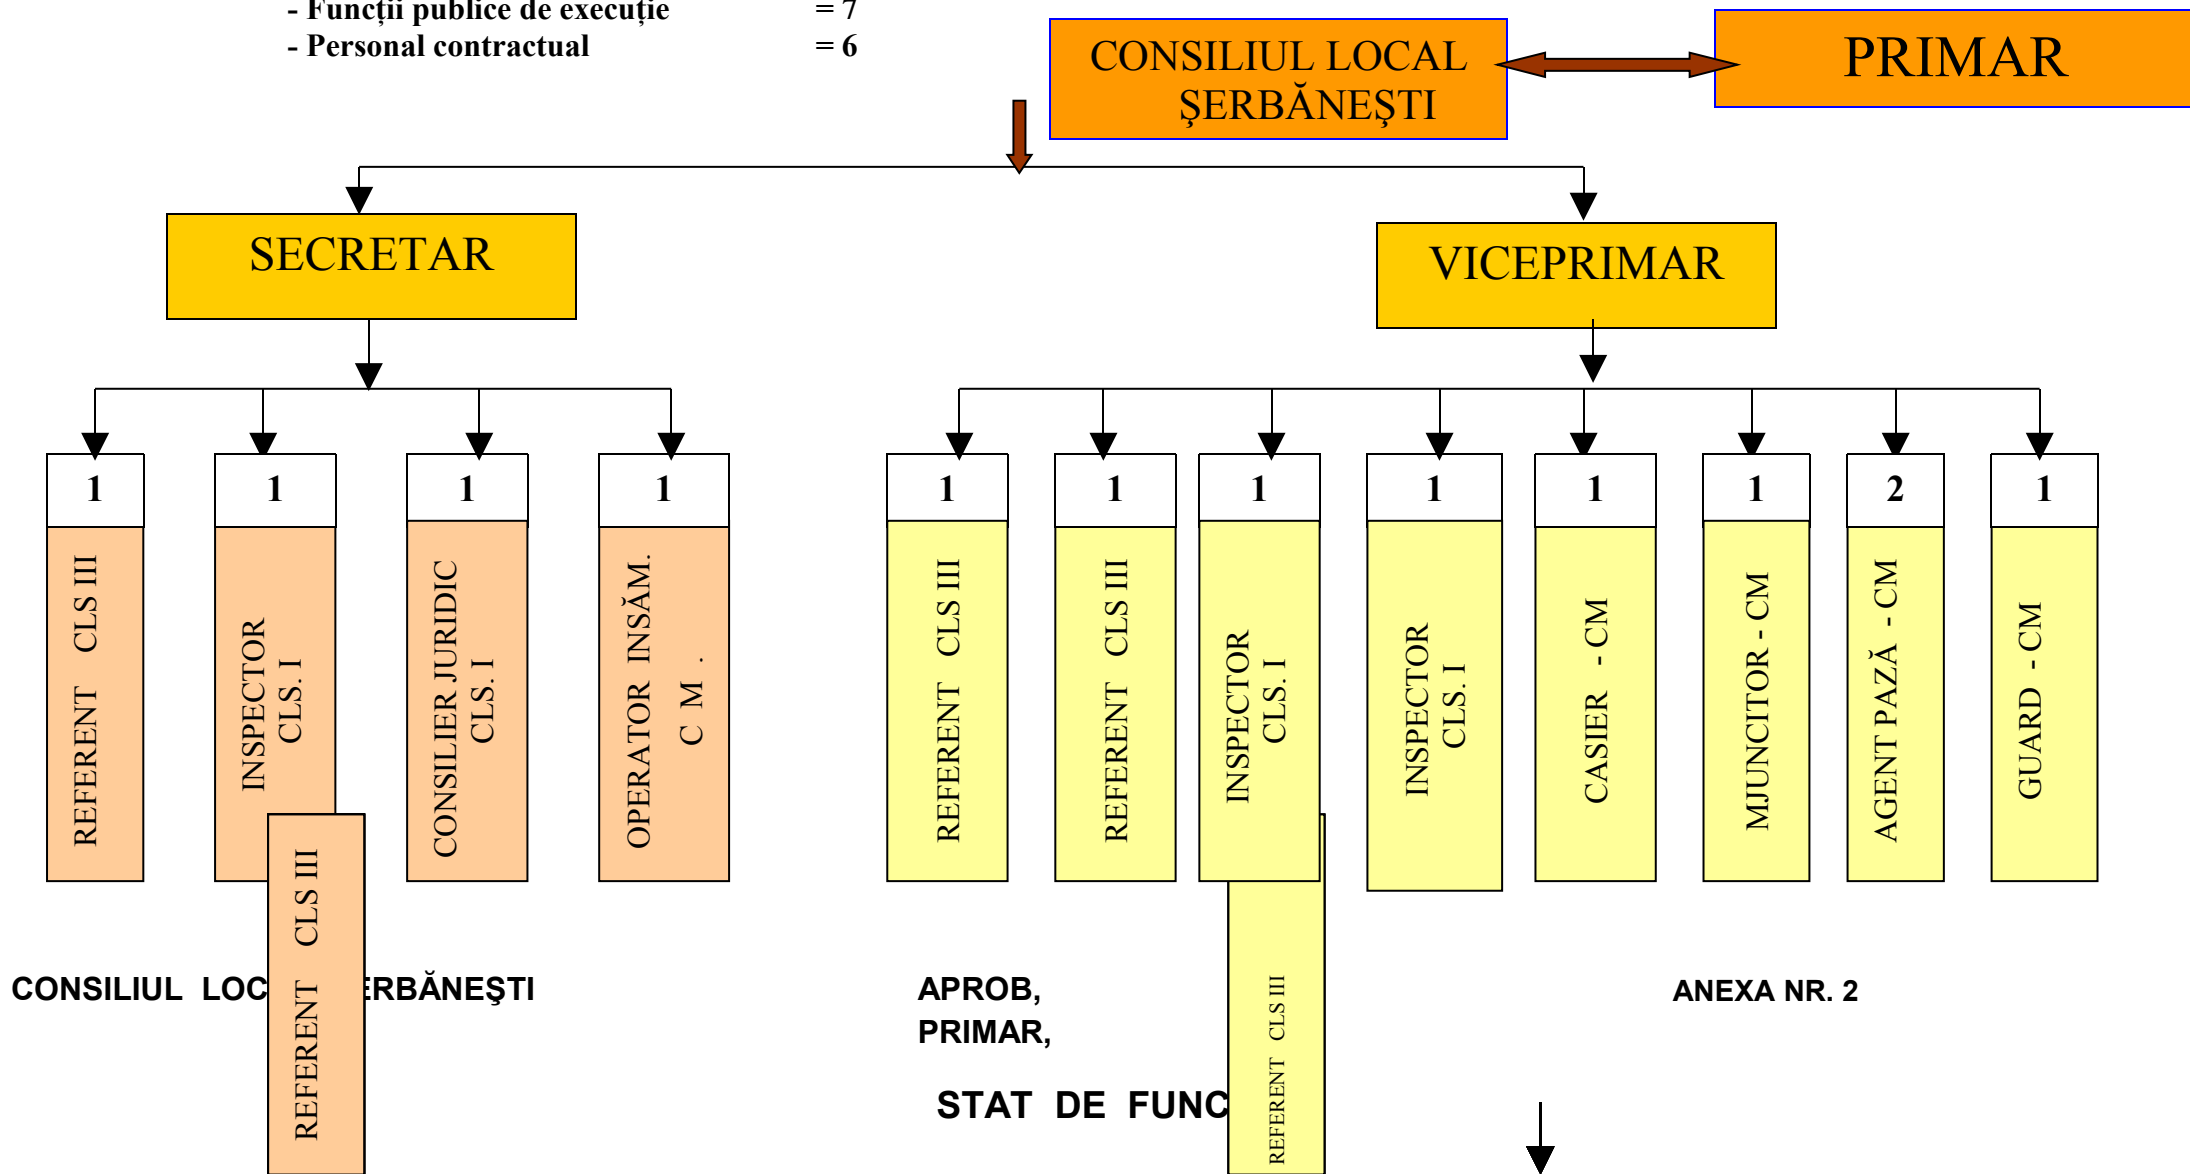 - Funcții publice de execuție = 7
- Personal contractual = 6
CONSILIUL LOCAL
ŞERBĂNEŞTI
PRIMAR
SECRETAR
VICEPRIMAR
1
1
1
1
1
1
1
1
1
1
2
1
REFERENT CLS III
INSPECTOR
CLS. I
CONSILIER JURIDIC
CLS. I
OPERATOR INSĂM.
C M .
REFERENT CLS III
REFERENT CLS III
INSPECTOR
CLS. I
INSPECTOR
CLS. I
CASIER - CM
MJUNCITOR - CM
AGENT PAZĂ - CM
GUARD - CM
REFERENT CLS III
REFERENT CLS III
CONSILIUL LOC ERBĂNEŞTI
APROB,
ANEXA NR. 2
PRIMAR,
STAT DE FUNC